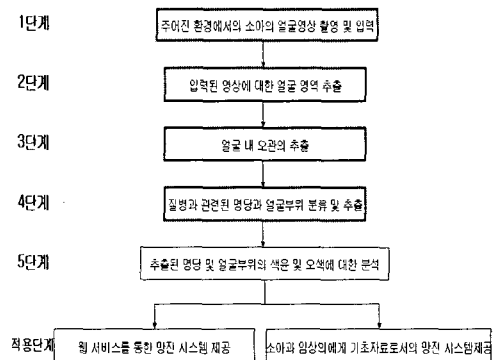 1단계
주어진 환경에서의 소아의 얼굴영상 촬영 및 입력
2단계
입력된 영상에 대한 얼굴 영역 추출
3단계
얼굴 내 오관의 추출
4단계
질병과 관련된 명당과 얼굴부위 분류 및 추출
5단계
추출된 명당 및 얼굴부위의 색윤 및 오색에 대한 분석
적용단계
웹 서비스를 통한 망진 시스템 제공
소아과 임상의에게 기초자료로서의 망진 시스템제공